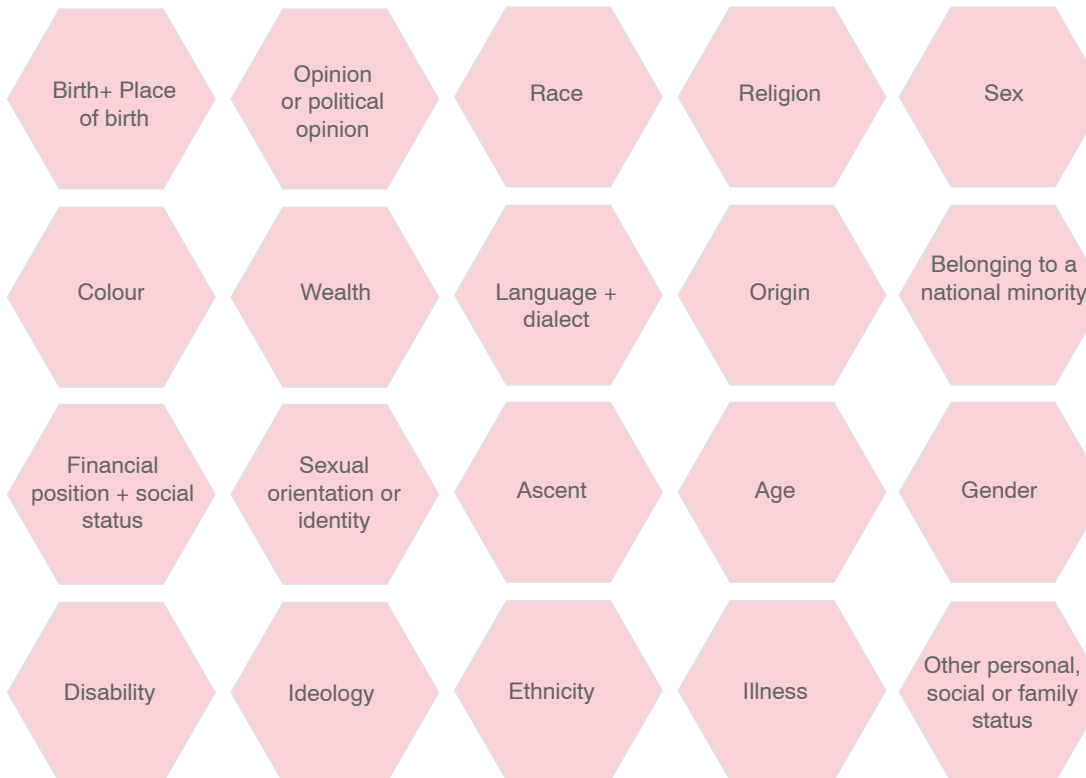 Birth+ Place
of birth
Opinion
or political
opinion
Race
Religion
Sex
Colour
Wealth
Language +
dialect
Origin
Belonging to a
national minority
Financial
position + social
status
Sexual
orientation or
identity
Ascent
Age
Gender
Disability
Ideology
Ethnicity
Illness
Other personal,
social or family
status